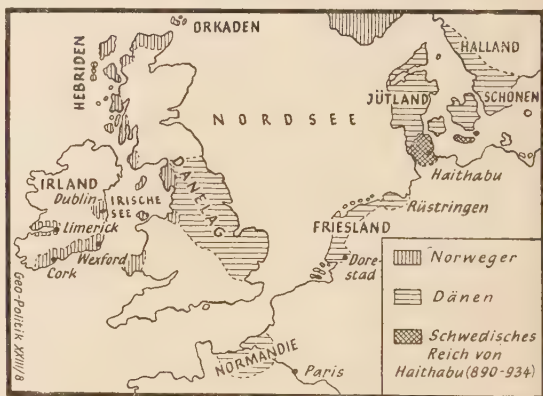 ORKADEN
HEBRIDEN
HALLAND
JÜTLAND
SCHONEN
NORDSEE
Haithabu
IRLAND
Dublin
IRISCHE
SEE
DANELAG
Limerick
Wexford
Cork
Rüstringen
FRIESLAND
Dore-
stad
NORMANDIE
Paris
Norweger
Dänen
Schwedisches
Reich von
Haithabu (890-934)
Geo-Politik XXIII/8